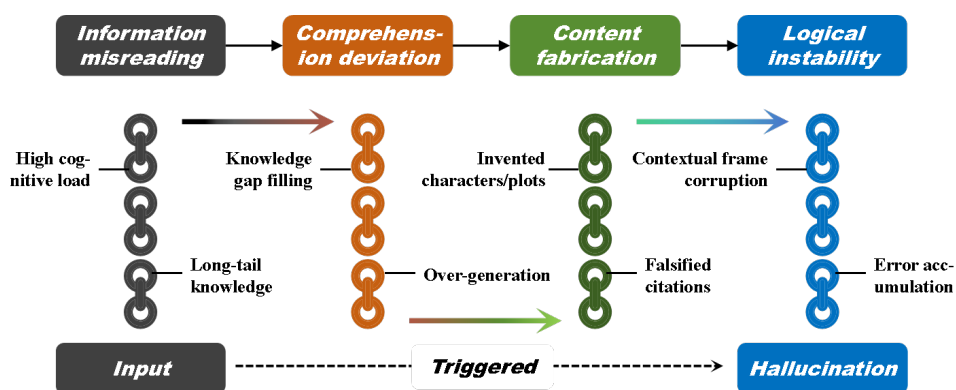 Information
misreading
Comprehens-
ion deviation
Content
fabrication
Logical
instability
High cog-
nitive load
Long-tail
knowledge
Knowledge
gap filling
Over-generation
Invented
characters/plots
Falsified
citations
Contextual frame
corruption
Error acc-
umulation
Input
Triggered
Hallucination